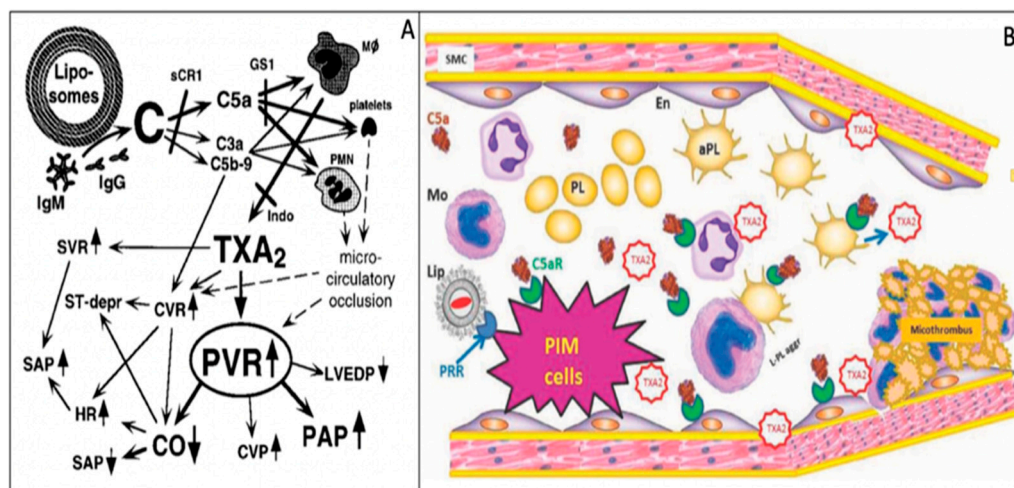 A
Lipo-
somes
sCR1
GS1
MØ
C
C5a
platelets
C3a
C5b-9
PMN
IgM
IgG
Indo
SVR
TXA2
micro-
circulatory
occlusion
ST-depr
CVR
SAP
PVR
LVEDP
HR
CO
CVP
PAP
SAP
B
SMC
C5a
En
TXA2
aPL
PL
Mo
TXA2
TXA2
C5aR
TXA2
Lip
PIM
cells
PRR
L-PL aggr
Micothrombus
TXA2
TXA2
TXA2